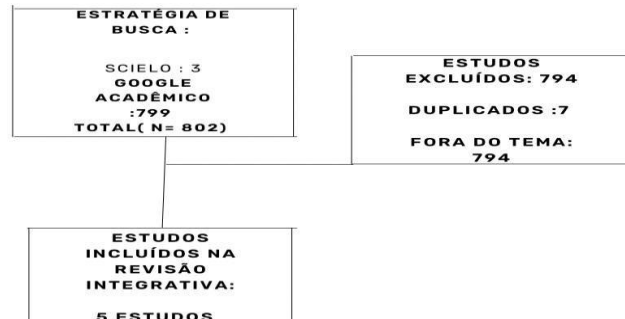 ESTRATÉGIA DE
BUSCA :
SCIELO : 3
GOOGLE
ACADÊMICO
:799
TOTAL( N= 802)
ESTUDOS
EXCLUÍDOS: 794
DUPLICADOS :7
FORA DO TEMA:
794
ESTUDOS
INCLUÍDOS NA
REVISÃO
INTEGRATIVA:
5 ESTUDOS